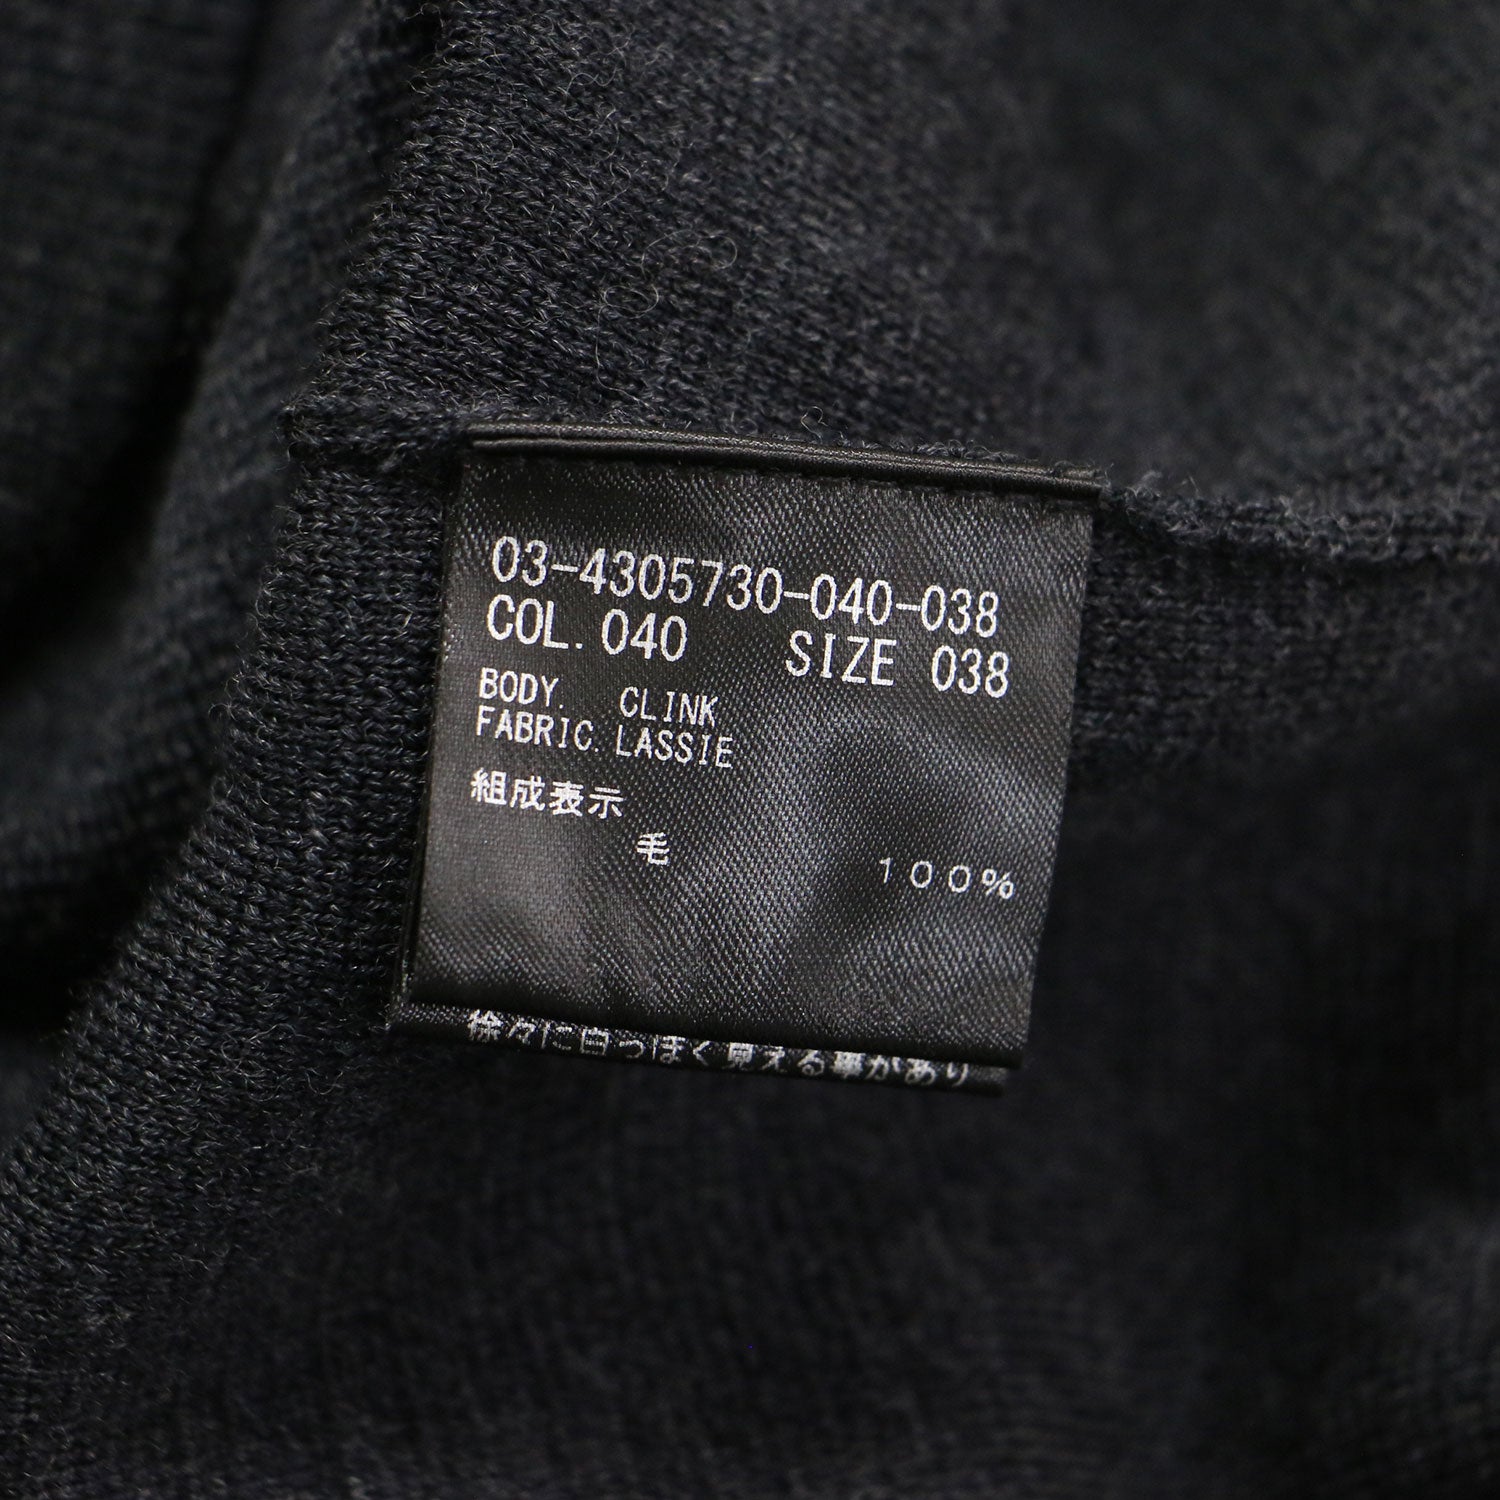 03-4305730-040-038
COL. 040 SIZE 038
BODY. CLINK
FABRIC. LASSIE
組成表示
毛 100%
徐々に白っぽく見える事があり